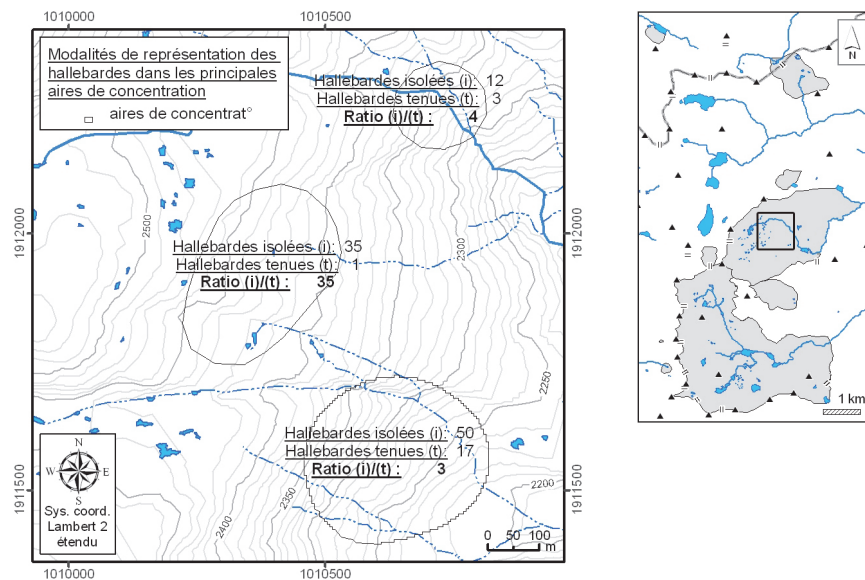 1010000
1010500
Modalités de représentation des
hallebardes dans les principales
aires de concentration
aires de concentrat°
Hallebardes isolées (i): 12
Hallebardes tenues (t): 3
Ratio (i)/(t) : 4
N
1912000
1912000
2500
2300
Hallebardes isolées (i): 35
Hallebardes tenues (t): 1
Ratio (i)/(t) : 35
2250
Hallebardes isolées (i): 50
Hallebardes tenues (t): 17
Ratio (i)/(t) : 3
1 km
N
W E
S
Sys. coord.
Lambert 2
étendu
1911500
1911500
2400
2350
2200
0 50 100
m
1010000
1010500